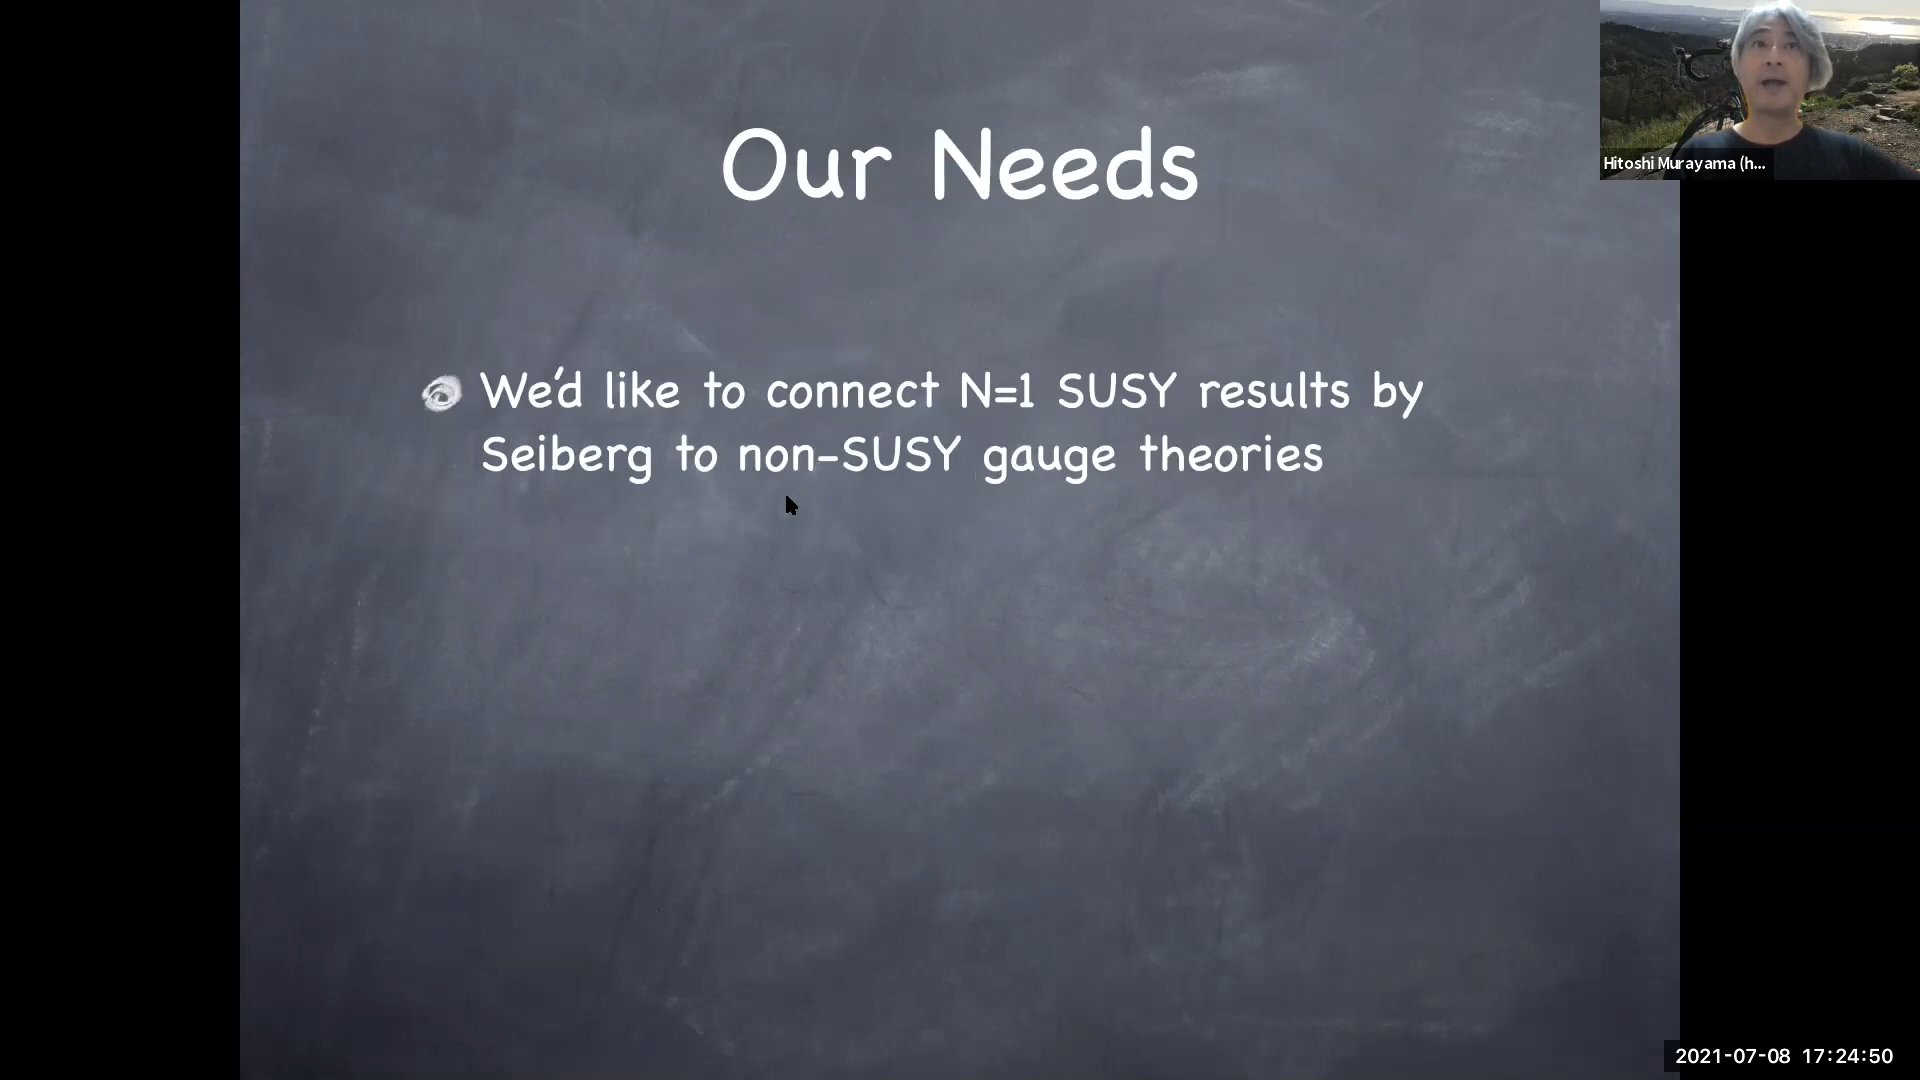 Our Needs
We'd like to connect N=1 SUSY results by
Seiberg to non-SUSY gauge theories
Hitoshi Murayama (h...
2021-07-08 17:24:50